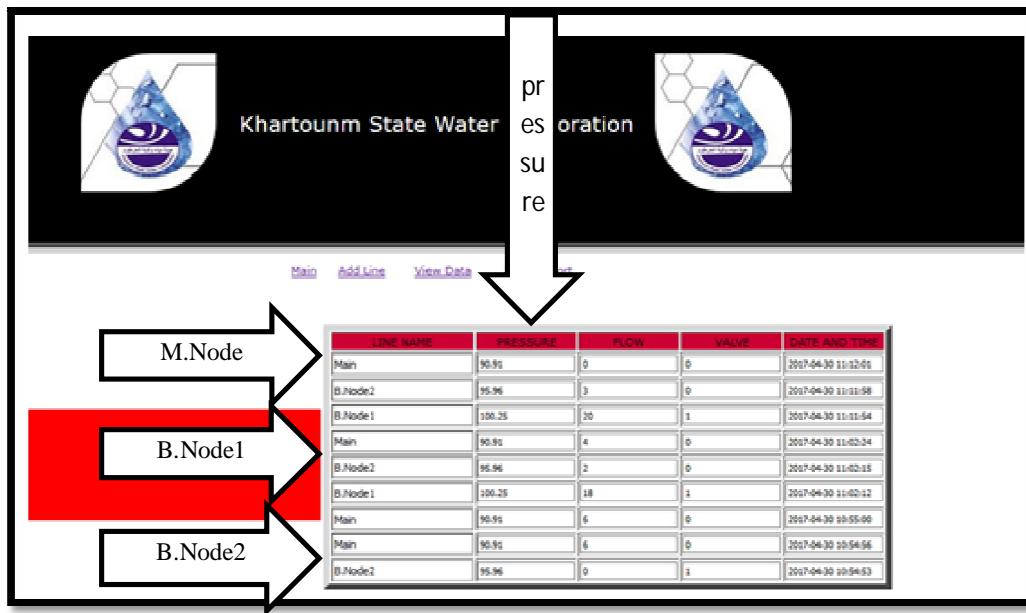 Khartounm State Water oration
pr
es
su
re
Main Add Line View Data
LINE NAME PRESSURE FLOW VALVE DATE AND TIME
Main 90.91 0 0 2017-04-30 11:12:01
B.Node2 95.96 3 0 2017-04-30 11:11:58
B.Node1 100.25 20 1 2017-04-30 11:11:54
Main 90.91 4 0 2017-04-30 11:02:24
B.Node2 95.96 2 0 2017-04-30 11:02:15
B.Node1 100.25 18 1 2017-04-30 11:02:12
Main 90.91 6 0 2017-04-30 10:55:00
Main 90.91 6 0 2017-04-30 10:54:56
B.Node2 95.96 0 1 2017-04-30 10:54:53
M.Node
B.Node1
B.Node2